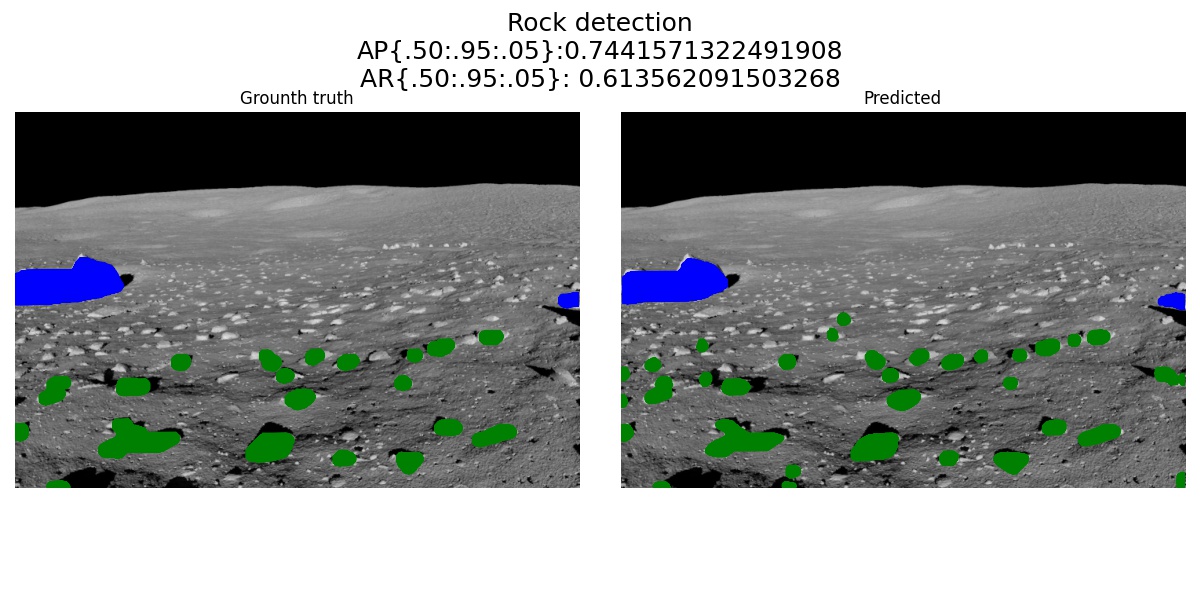 Rock detection
AP{.50:.95:.05}:0.7441571322491908
AR{.50:.95:.05}: 0.613562091503268
Grounth truth
Predicted